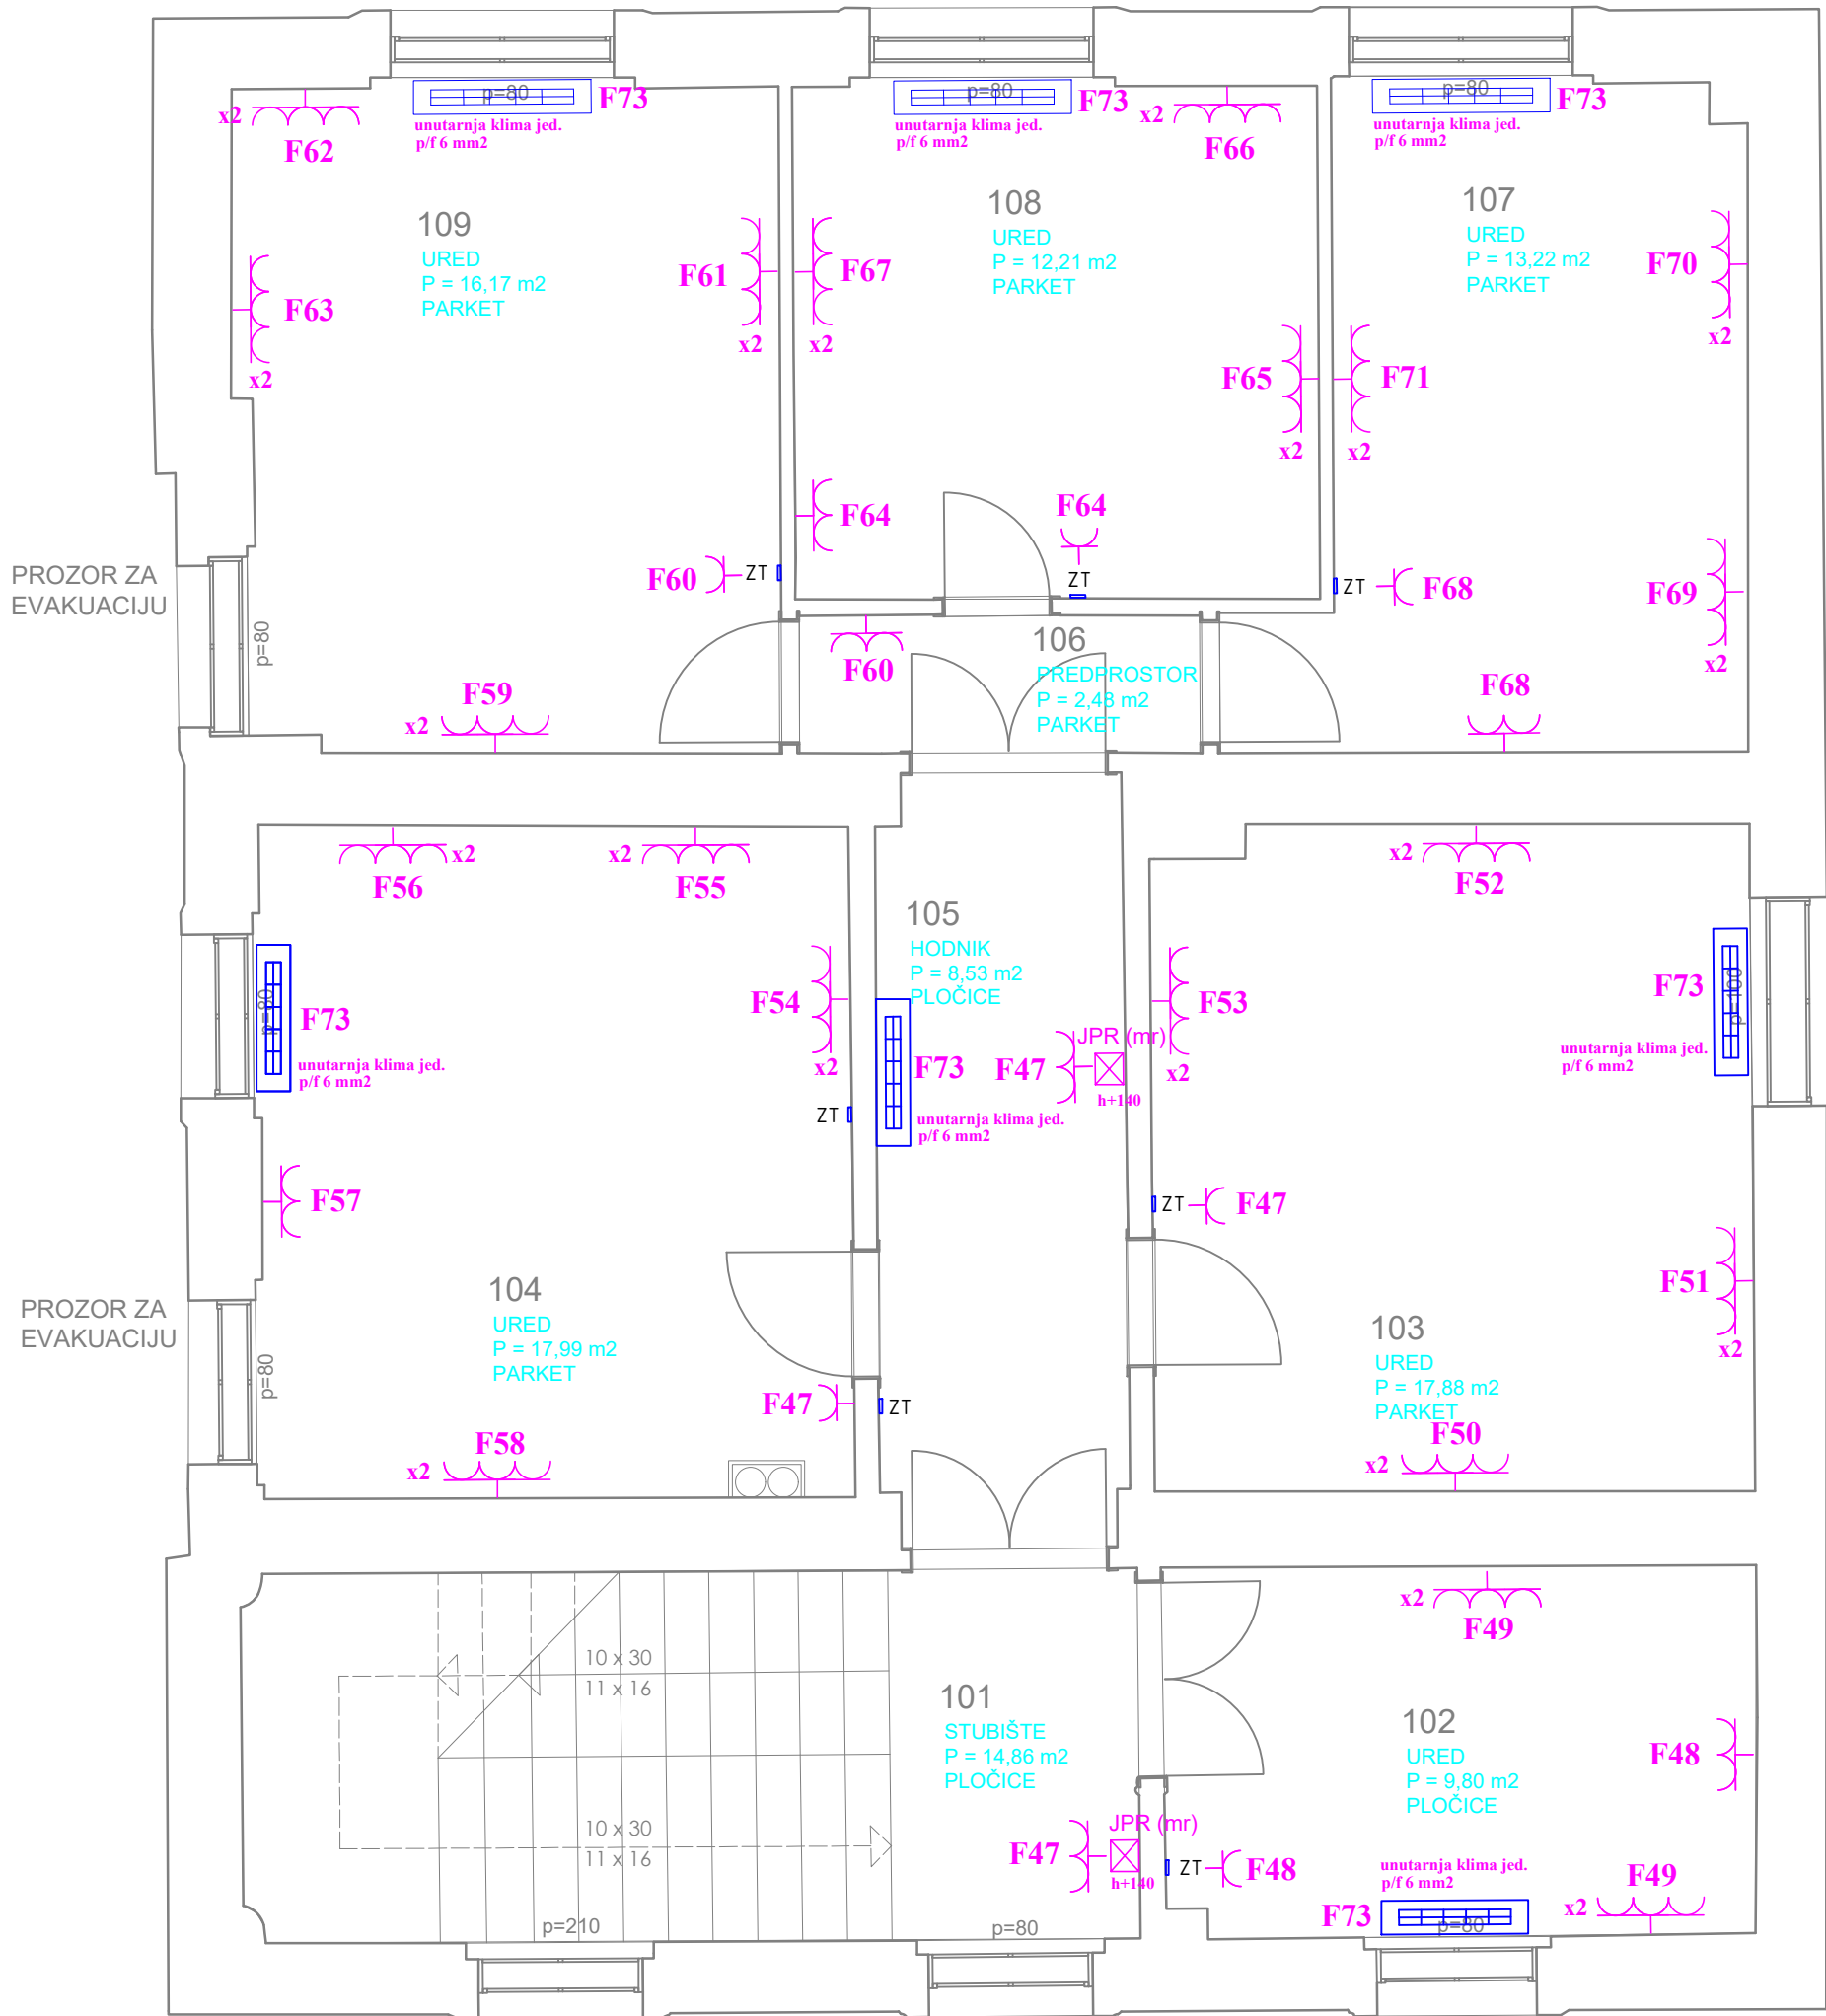 p=80
F73
unutarnja klima jed.
p/f 6 mm2
x2
F62
p=80
F73
unutarnja klima jed.
p/f 6 mm2
x2
F66
p=80
F73
unutarnja klima jed.
p/f 6 mm2
109
URED
P = 16,17 m2
PARKET
F61
x2
F63
x2
108
URED
P = 12,21 m2
PARKET
F67
x2
F65
x2
107
URED
P = 13,22 m2
PARKET
F70
x2
F71
x2
F64
F64
ZT
F60
ZT
ZT
F68
F69
x2
PROZOR ZA
EVAKUACIJU
p=80
F59
x2
F60
106
PREDPROSTOR
P = 2,48 m2
PARKET
F68
x2
F56
x2
F55
x2
F52
105
HODNIK
P = 8,53 m2
PLOČICE
p=80
F73
unutarnja klima jed.
p/f 6 mm2
F54
x2
ZT
F73
unutarnja klima jed.
p/f 6 mm2
JPR (mr)
F47
h+140
F53
x2
F73
p=100
unutarnja klima jed.
p/f 6 mm2
F57
ZT
F47
F51
x2
PROZOR ZA
EVAKUACIJU
p=80
104
URED
P = 17,99 m2
PARKET
F47
ZT
F58
x2
103
URED
P = 17,88 m2
PARKET
F50
x2
10 x 30
11 x 16
10 x 30
11 x 16
101
STUBIŠTE
P = 14,86 m2
PLOČICE
x2
F49
102
URED
P = 9,80 m2
PLOČICE
F48
JPR (mr)
F47
h+140
ZT
F48
unutarnja klima jed.
p/f 6 mm2
F73
p=80
F49
x2
p=210
p=80